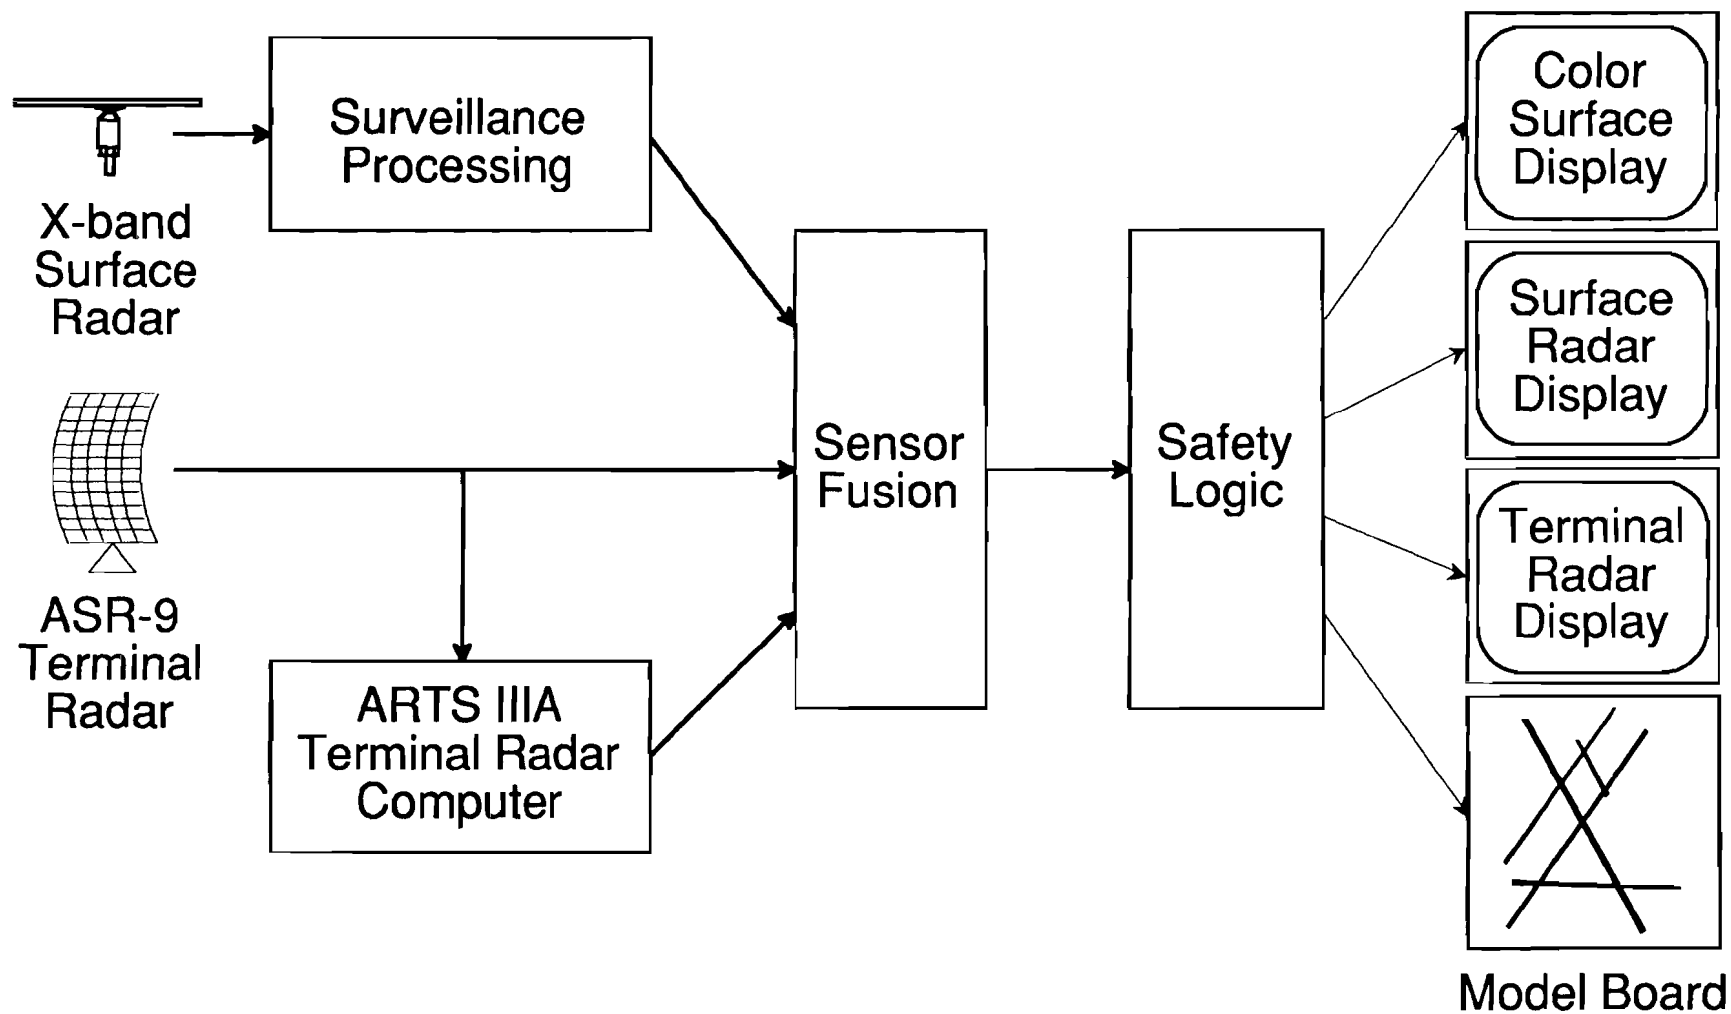 X-band
Surface
Radar
Surveillance
Processing
ASR-9
Terminal
Radar
ARTS IIIA
Terminal Radar
Computer
Sensor
Fusion
Safety
Logic
Color
Surface
Display
Surface
Radar
Display
Terminal
Radar
Display
Model Board